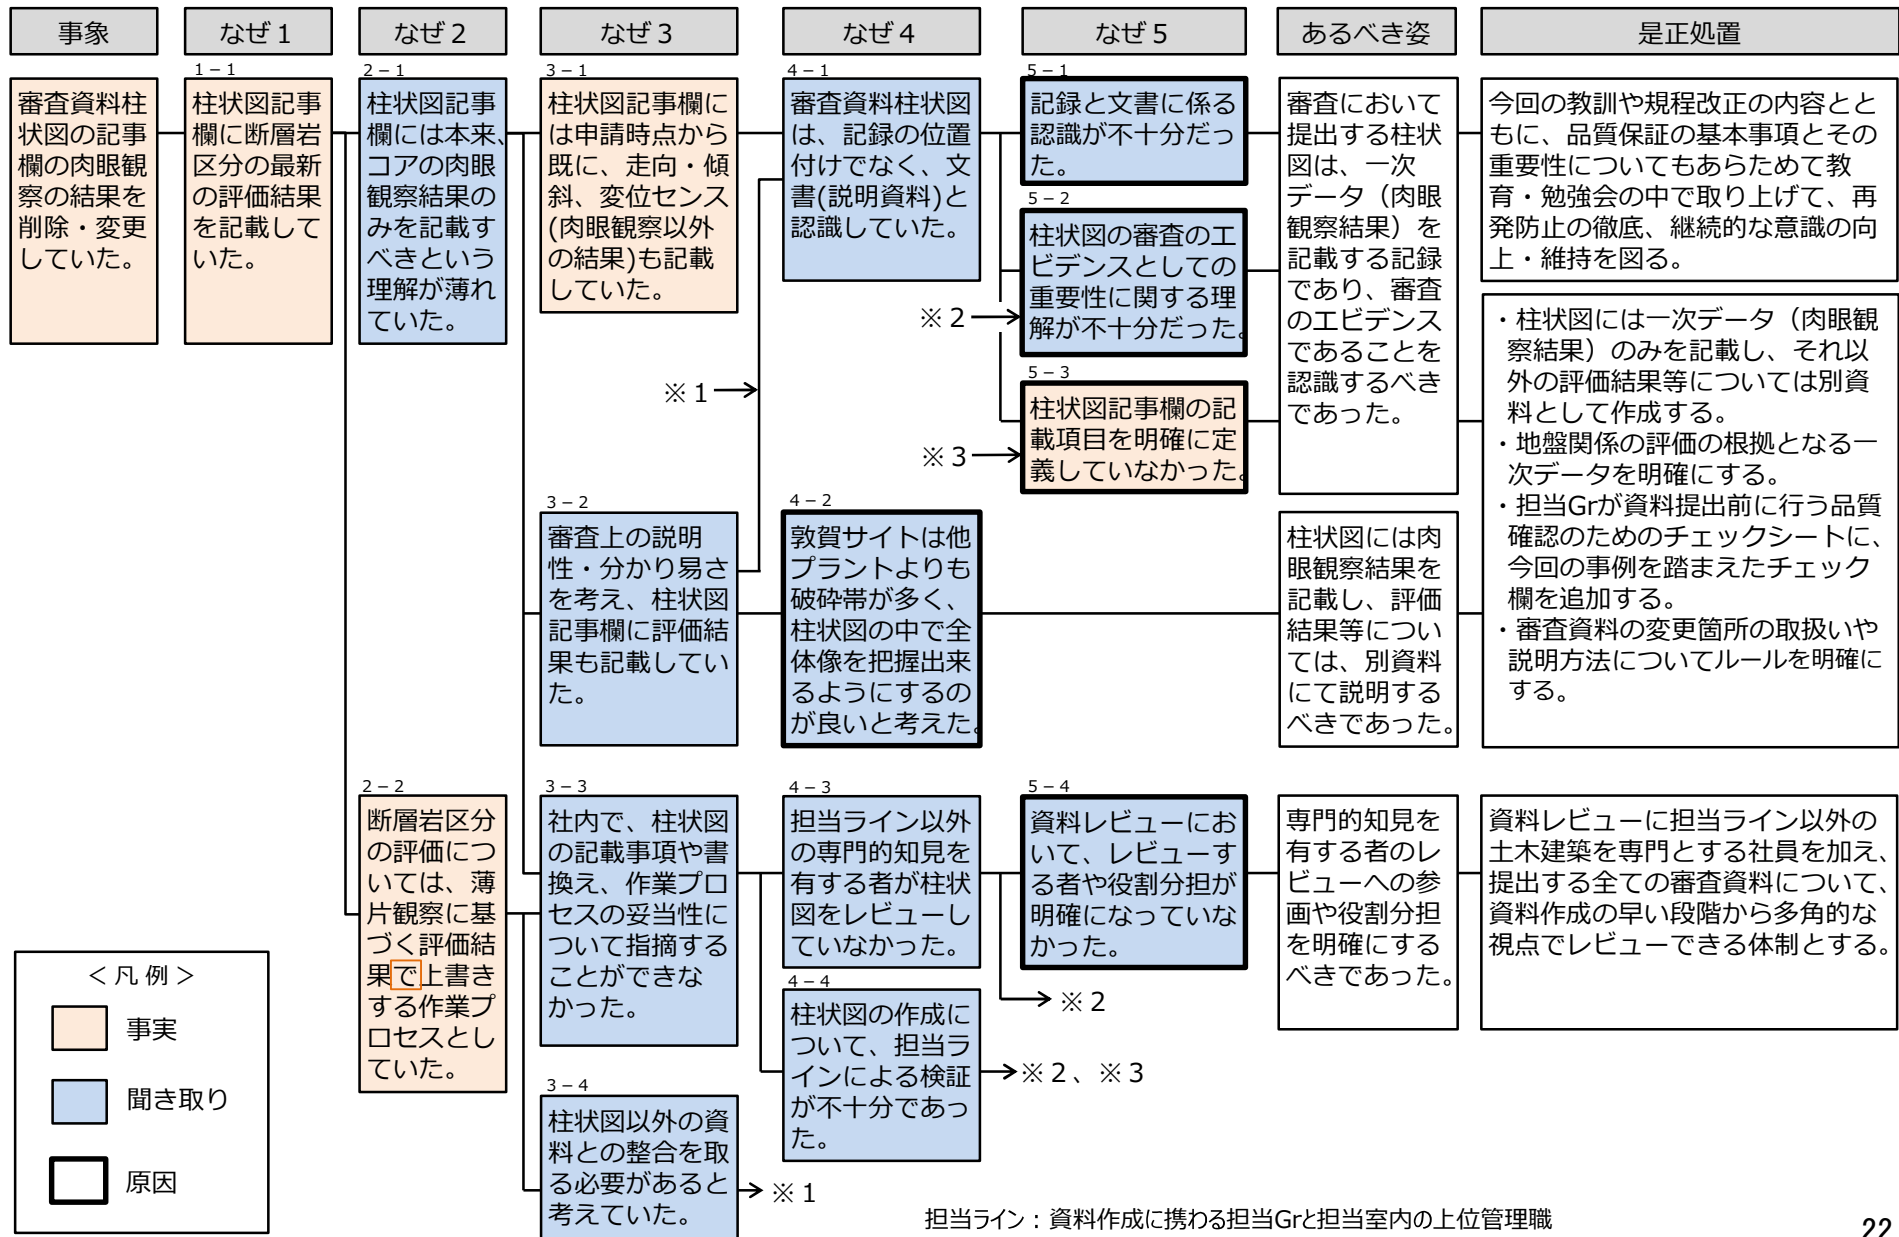 事象
なぜ１
なぜ２
なぜ３
なぜ４
なぜ５
あるべき姿
是正処置
審査資料柱
状図の記事
欄の肉眼観
察の結果を
削除・変更
していた。
１−１
柱状図記事
欄に断層岩
区分の最新
の評価結果
を記載して
いた。
２−１
柱状図記事
欄には本来、
コアの肉眼
観察結果の
みを記載す
べきという
理解が薄れ
ていた。
３−１
柱状図記事欄に
は申請時点から
既に、走向・傾
斜、変位センス
(肉眼観察以外
の結果)も記載
していた。
４−１
審査資料柱状図
は、記録の位置
付けでなく、文
書(説明資料)と
認識していた。
５−１
記録と文書に係る
認識が不十分だっ
た。
５−２
柱状図の審査のエ
ビデンスとしての
重要性に関する理
解が不十分だった。
５−３
柱状図記事欄の記
載項目を明確に定
義していなかった。
※１
※２
※３
審査において
提出する柱状
図は、一次
データ（肉眼
観察結果）を
記載する記録
であり、審査
のエビデンス
であることを
認識するべき
であった。
今回の教訓や規程改正の内容とと
もに、品質保証の基本事項とその
重要性についてもあらためて教
育・勉強会の中で取り上げて、再
発防止の徹底、継続的な意識の向
上・維持を図る。
・柱状図には一次データ（肉眼観
察結果）のみを記載し、それ以
外の評価結果等については別資
料として作成する。
・地盤関係の評価の根拠となる一
次データを明確にする。
・担当Grが資料提出前に行う品質
確認のためのチェックシートに、
今回の事例を踏まえたチェック
欄を追加する。
・審査資料の変更箇所の取扱いや
説明方法についてルールを明確に
する。
３−２
審査上の説明
性・分かり易さ
を考え、柱状図
記事欄に評価結
果も記載してい
た。
４−２
敦賀サイトは他
プラントよりも
破砕帯が多く、
柱状図の中で全
体像を把握出来
るようにするの
が良いと考えた。
柱状図には肉
眼観察結果を
記載し、評価
結果等につい
ては、別資料
にて説明する
べきであった。
２−２
断層岩区分
の評価につ
いては、薄
片観察に基
づく評価結
果で上書き
する作業プ
ロセスとし
ていた。
３−３
社内で、柱状図
の記載事項や書
換え、作業プロ
セスの妥当性に
ついて指摘する
ことができな
かった。
４−３
担当ライン以外
の専門的知見を
有する者が柱状
図をレビューし
ていなかった。
５−４
資料レビューにお
いて、レビューす
る者や役割分担が
明確になっていな
かった。
※２
専門的知見を
有する者のレ
ビューへの参
画や役割分担
を明確にする
べきであった。
資料レビューに担当ライン以外の
土木建築を専門とする社員を加え、
提出する全ての審査資料について、
資料作成の早い段階から多角的な
視点でレビューできる体制とする。
４−４
柱状図の作成に
ついて、担当ラ
インによる検証
が不十分であっ
た。
※２、※３
３−４
柱状図以外の資
料との整合を取
る必要があると
考えていた。
※１
＜凡例＞
事実
聞き取り
原因
担当ライン：資料作成に携わる担当Grと担当室内の上位管理職
22